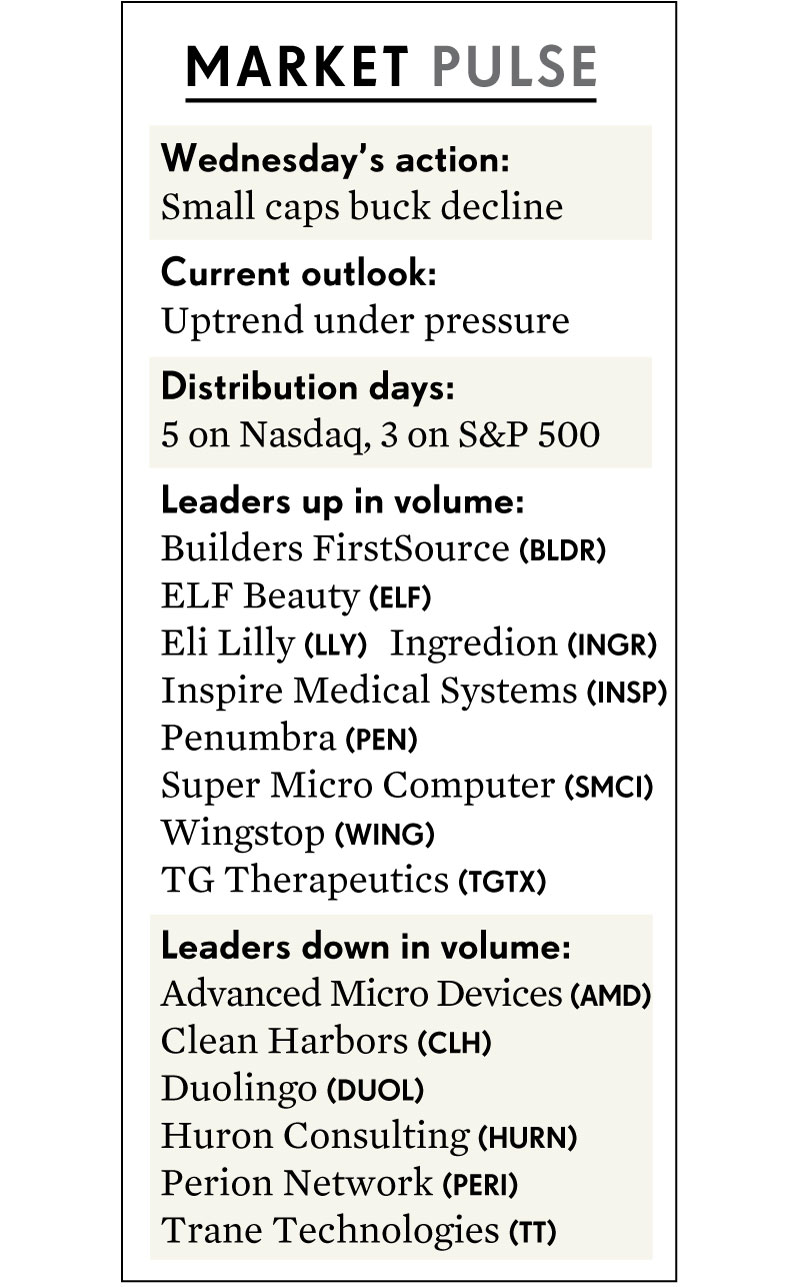 MARKET PULSE
Wednesday’s action:
Small caps buck decline
Current outlook:
Uptrend under pressure
Distribution days:
5 on Nasdaq, 3 on S&P 500
Leaders up in volume:
Builders FirstSource (BLDR)
ELF Beauty (ELF)
Eli Lilly (LLY) Ingredion (INGR)
Inspire Medical Systems (INSP)
Penumbra (PEN)
Super Micro Computer (SMCI)
Wingstop (WING)
TG Therapeutics (TGTX)
Leaders down in volume:
Advanced Micro Devices (AMD)
Clean Harbors (CLH)
Duolingo (DUOL)
Huron Consulting (HURN)
Perion Network (PERI)
Trane Technologies (TT)